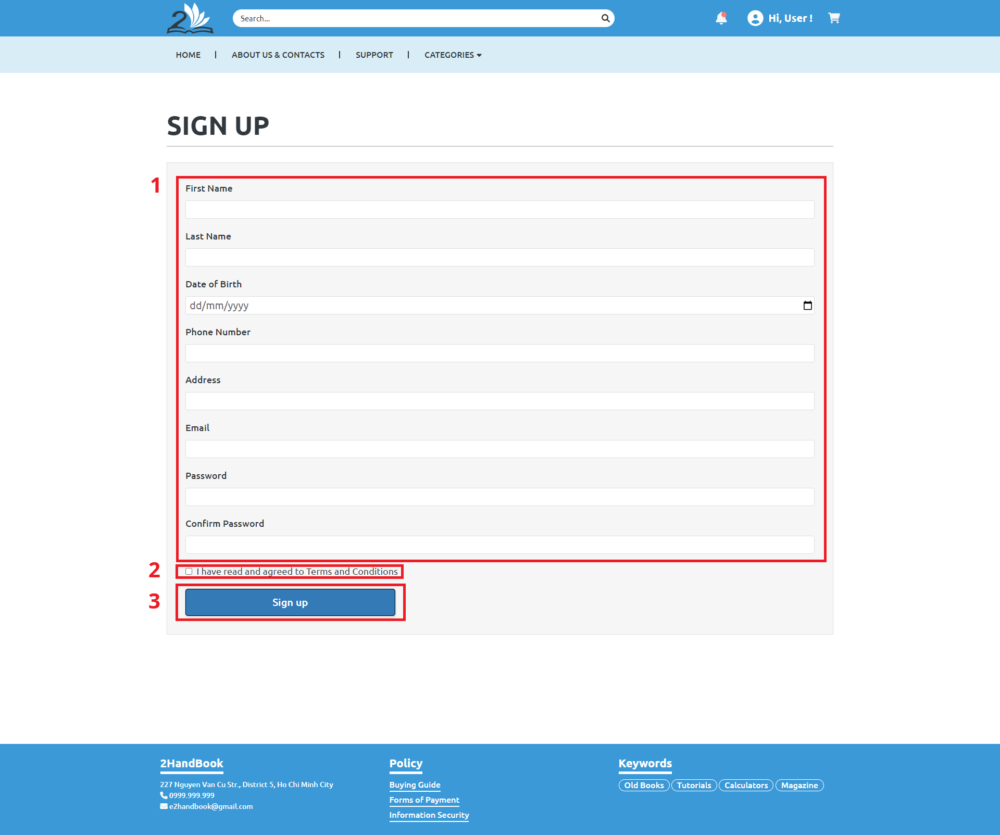 2
Search...
Hi, User !
HOME
ABOUT US & CONTACTS
SUPPORT
CATEGORIES
SIGN UP
1
First Name
Last Name
Date of Birth
dd/mm/yyyy
Phone Number
Address
Email
Password
Confirm Password
2
I have read and agreed to Terms and Conditions
3
Sign up
2HandBook
227 Nguyen Van Cu Str., District 5, Ho Chi Minh City
0999.999.999
e2handbook@gmail.com
Policy
Buying Guide
Forms of Payment
Information Security
Keywords
Old Books
Tutorials
Calculators
Magazine